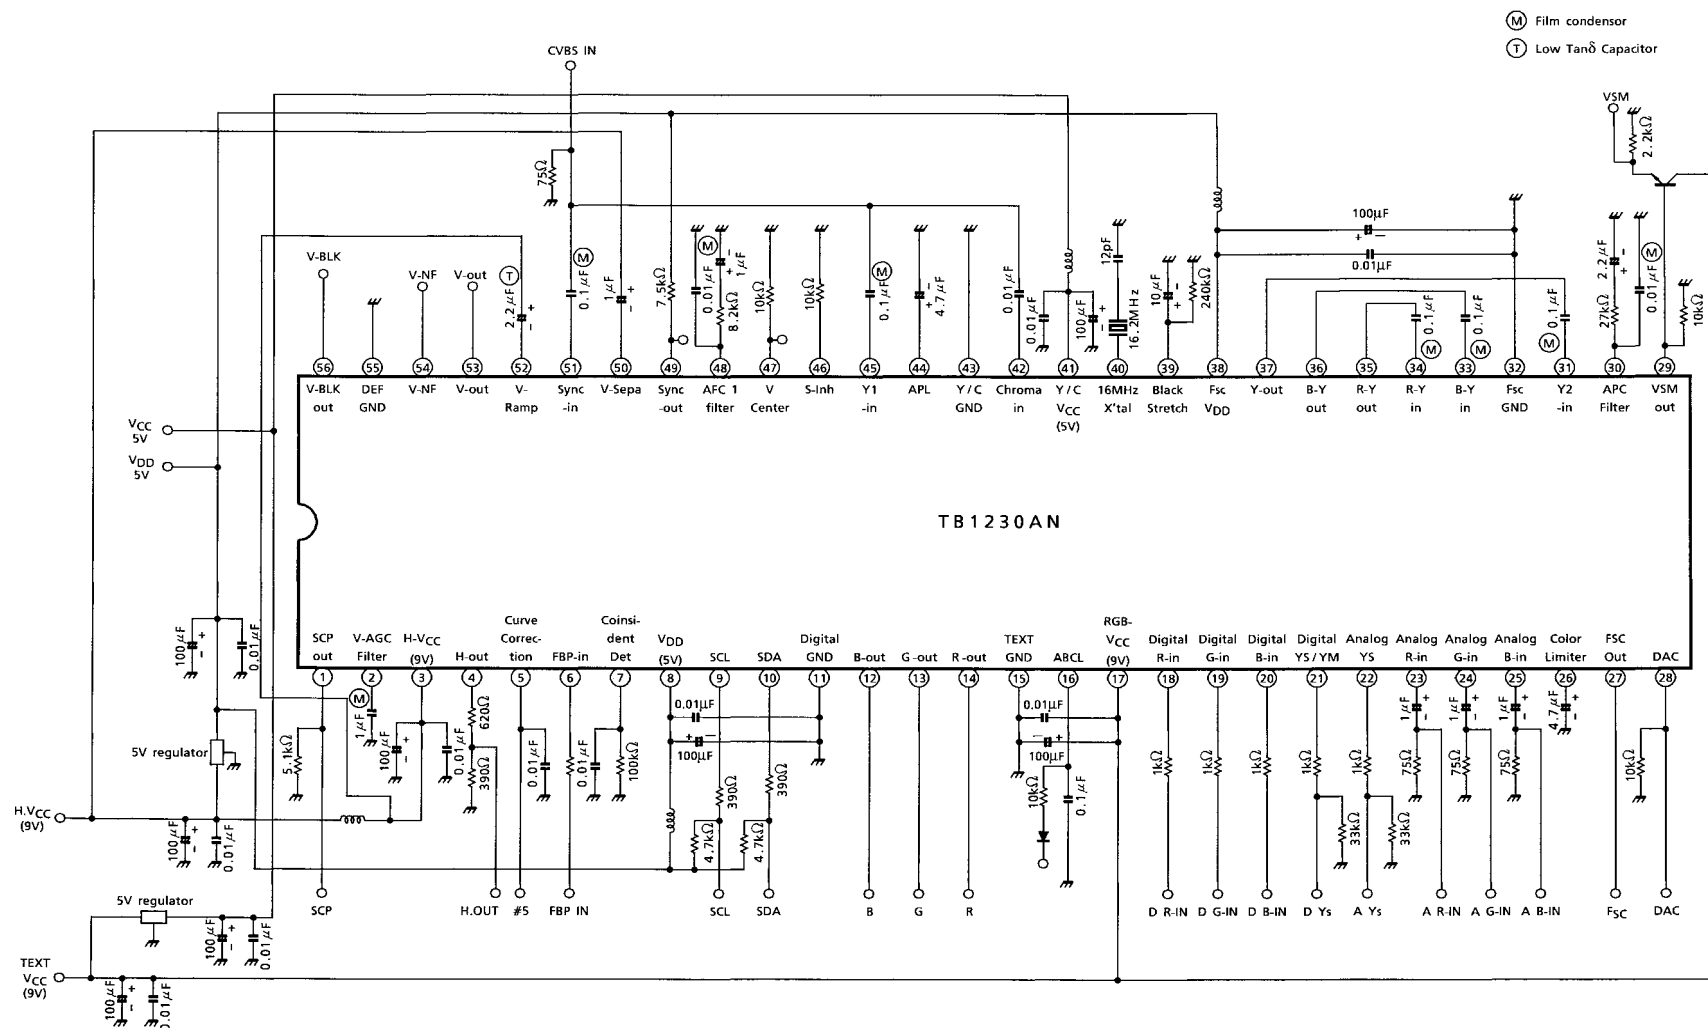 Ⓜ Film condensor
Ⓣ Low Tanδ Capacitor
CVBS IN
VSM
2.2kΩ
75Ω
V-BLK
V-NF
V-out
Ⓣ
2.2μF
+
-
Ⓜ
0.1μF
1μF
+
-
7.5kΩ
Ⓜ
0.01μF
1μF
+
-
8.2kΩ
10kΩ
10kΩ
Ⓜ
0.1μF
4.7μF
+
-
0.01μF
0.01μF
100μF
+
-
12pF
16.2MHz
10μF
+
-
240kΩ
100μF
+
-
0.01μF
0.1μF
Ⓜ
0.1μF
Ⓜ
0.1μF
Ⓜ
2.2μF
+
-
27kΩ
Ⓜ
0.01μF
10kΩ
56 55 54 53 52 51 50 49 48 47 46 45 44 43 42 41 40 39 38 37 36 35 34 33 32 31 30 29
V-BLK out
DEF GND
V-NF
V-out
V-Ramp
Sync-in
V-Sepa
Sync-out
AFC 1 filter
V Center
S-Inh
Y1-in
APL
Y/C GND
Chroma in
Y/C VCC (5V)
16MHz X'tal
Black Stretch
Fsc VDD
Y-out
B-Y out
R-Y out
R-Y in
B-Y in
Fsc GND
Y2-in
APC Filter
VSM out
VCC 5V
VDD 5V
TB1230AN
SCP out
V-AGC Filter
H-VCC (9V)
H-out
Curve Correc-tion
FBP-in
Coinsi-dent Det
VDD (5V)
SCL
SDA
Digital GND
B-out
G-out
R-out
TEXT GND
ABCL
RGB-VCC (9V)
Digital R-in
Digital G-in
Digital B-in
Digital YS/YM
Analog YS
Analog R-in
Analog G-in
Analog B-in
Color Limiter
FSC Out
DAC
1 2 3 4 5 6 7 8 9 10 11 12 13 14 15 16 17 18 19 20 21 22 23 24 25 26 27 28
100μF
+
-
0.01μF
5V regulator
5.1kΩ
Ⓜ
1μF
100μF
+
-
0.01μF
620Ω
390Ω
0.01μF
0.01μF
100kΩ
0.01μF
+
-
100μF
390Ω
390Ω
4.7kΩ
4.7kΩ
0.01μF
-
+
100μF
10kΩ
0.1μF
1kΩ
1kΩ
1kΩ
1kΩ
33kΩ
1kΩ
33kΩ
1μF
+
-
75Ω
1μF
+
-
75Ω
1μF
+
-
75Ω
4.7μF
+
-
10kΩ
H.VCC (9V)
100μF
+
-
0.01μF
SCP
H.OUT
#5
FBP IN
SCL
SDA
B
G
R
D R-IN
D G-IN
D B-IN
D Ys
A Ys
A R-IN
A G-IN
A B-IN
FSC
DAC
5V regulator
100μF
+
-
0.01μF
TEXT VCC (9V)
100μF
+
-
0.01μF